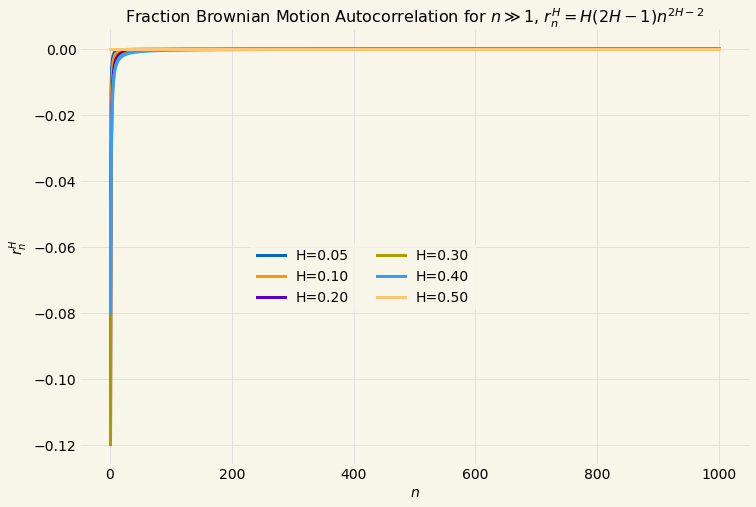 Fraction Brownian Motion Autocorrelation for $n \gg 1$, $r_n^H = H(2H-1)n^{2H-2}$
0.00
−0.02
−0.04
−0.06
−0.08
−0.10
−0.12
$r_n^H$
H=0.05
H=0.10
H=0.20
H=0.30
H=0.40
H=0.50
0 200 400 600 800 1000
n